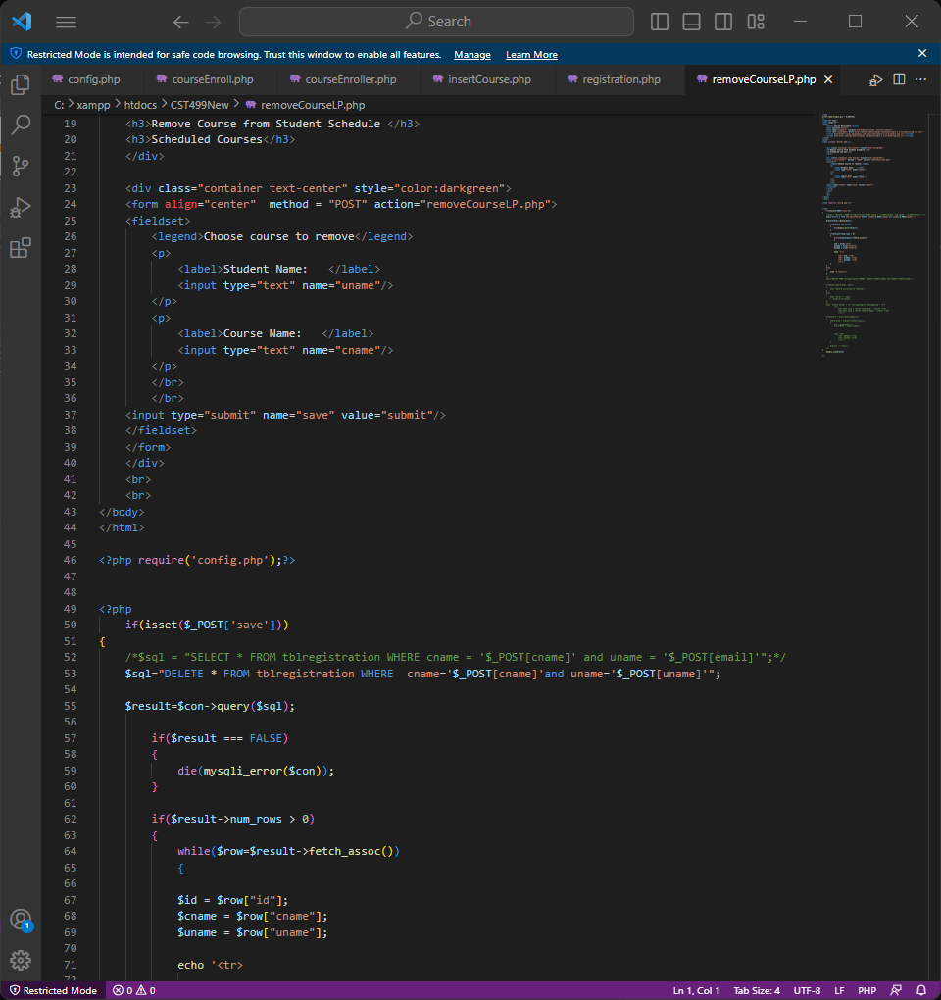 Search
Restricted Mode is intended for safe code browsing. Trust this window to enable all features. Manage Learn More
config.php courseEnroll.php courseEnroller.php insertCourse.php registration.php removeCourseLP.php
C: > xampp > htdocs > CST499New > removeCourseLP.php
19 <h3>Remove Course from Student Schedule </h3>
20 <h3>Scheduled Courses</h3>
21 </div>
22
23 <div class="container text-center" style="color:darkgreen">
24 <form align="center"  method = "POST" action="removeCourseLP.php">
25 <fieldset>
26 <legend>Choose course to remove</legend>
27 <p>
28 <label>Student Name:   </label>
29 <input type="text" name="uname"/>
30 </p>
31 <p>
32 <label>Course Name:   </label>
33 <input type="text" name="cname"/>
34 </p>
35 </br>
36 </br>
37 <input type="submit" name="save" value="submit"/>
38 </fieldset>
39 </form>
40 </div>
41 <br>
42 <br>
43 </body>
44 </html>
45
46 <?php require('config.php');?>
47
48
49 <?php
50 if(isset($_POST['save']))
51 {
52 /*$sql = "SELECT * FROM tblregistration WHERE cname = '$_POST[cname]' and uname = '$_POST[email]'";*/
53 $sql="DELETE * FROM tblregistration WHERE  cname='$_POST[cname]'and uname='$_POST[uname]'";
54
55 $result=$con->query($sql);
56
57 if($result === FALSE)
58 {
59 die(mysqli_error($con));
60 }
61
62 if($result->num_rows > 0)
63 {
64 while($row=$result->fetch_assoc())
65 {
66
67 $id = $row["id"];
68 $cname = $row["cname"];
69 $uname = $row["uname"];
70
71 echo '<tr>
72
1
Restricted Mode 0 0 Ln 1, Col 1 Tab Size: 4 UTF-8 LF PHP